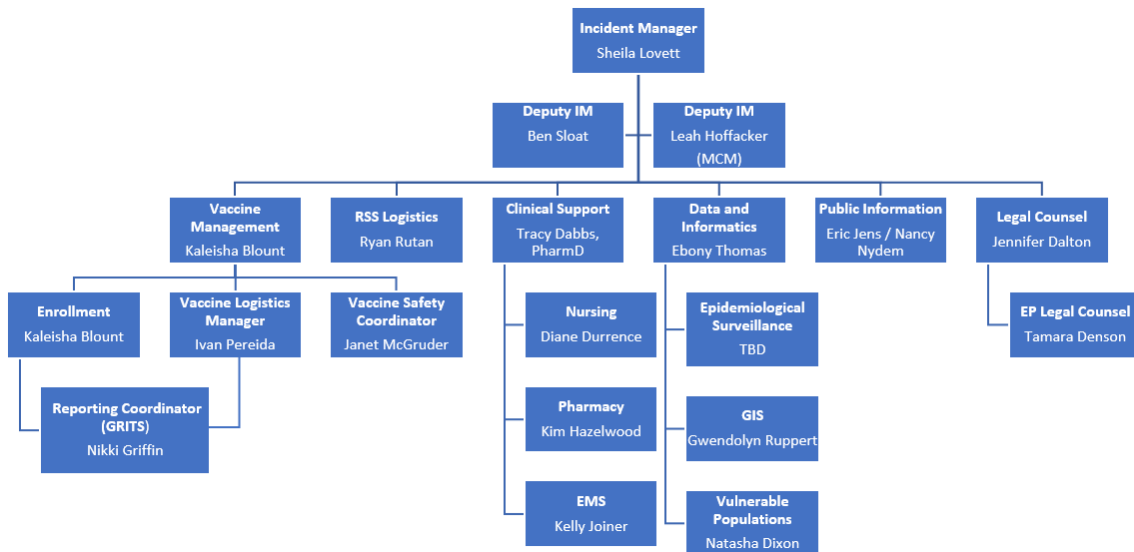 Incident Manager
Sheila Lovett
Deputy IM
Ben Sloat
Deputy IM
Leah Hoffacker
(MCM)
Vaccine
Management
Kaleisha Blount
RSS Logistics
Ryan Rutan
Clinical Support
Tracy Dabbs,
PharmD
Data and
Informatics
Ebony Thomas
Public Information
Eric Jens / Nancy
Nydem
Legal Counsel
Jennifer Dalton
Enrollment
Kaleisha Blount
Vaccine Logistics
Manager
Ivan Pereida
Vaccine Safety
Coordinator
Janet McGruder
Nursing
Diane Durrence
Epidemiological
Surveillance
TBD
EP Legal Counsel
Tamara Denson
Reporting Coordinator
(GRITS)
Nikki Griffin
Pharmacy
Kim Hazelwood
GIS
Gwendolyn Ruppert
EMS
Kelly Joiner
Vulnerable
Populations
Natasha Dixon